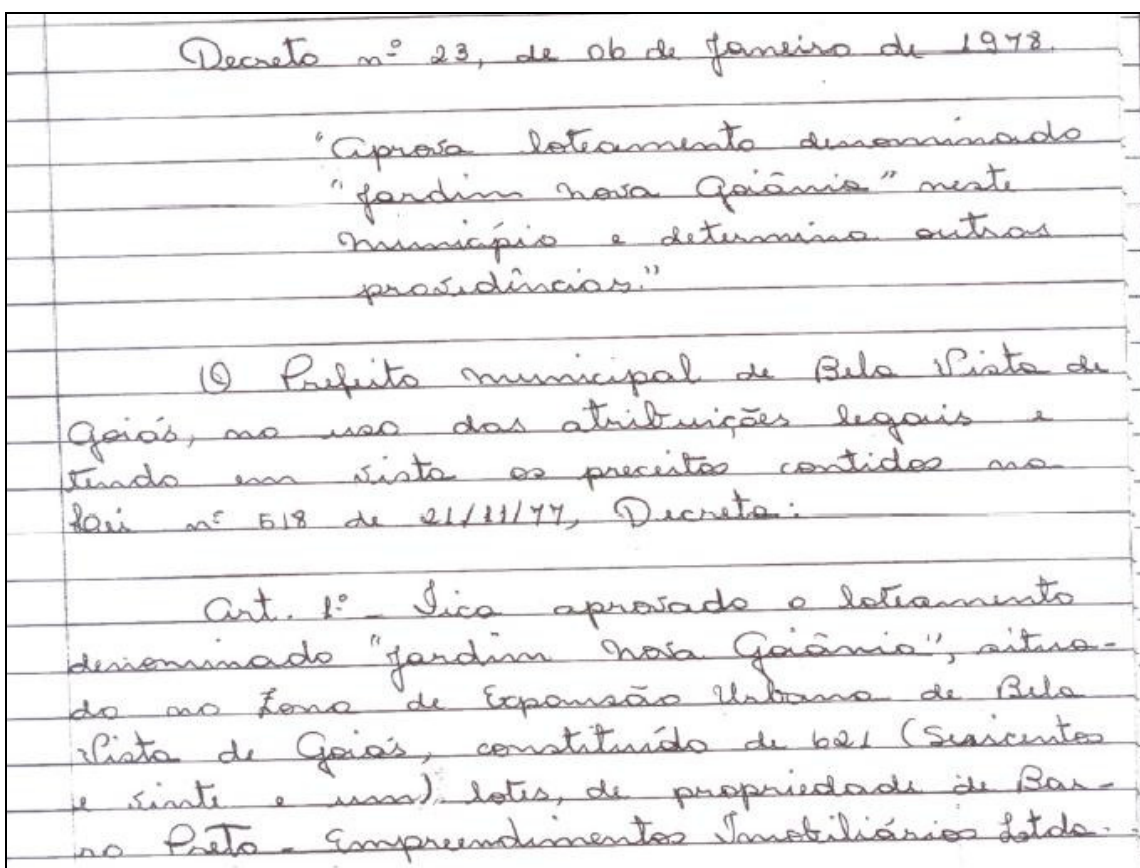 Decreto nº 23, de 06 de Janeiro de 1978.
"Aprova loteamento denominado
"Jardim Nova Goiânia" neste
Município e determina outras
providências."
O Prefeito Municipal de Bela Vista de
Goiás, no uso das atribuições legais e
tendo em vista os preceitos contidos na
Lei nº 518 de 21/11/77, Decreta:
Art. 1º - Fica aprovado o loteamento
denominado "Jardim Nova Goiânia", situa-
do na Zona de Expansão Urbana de Bela
Vista de Goiás, constituído de 621 (Seiscentos
e vinte e um) lotes, de propriedade de Bar-
ro Preto - Empreendimentos Imobiliários Ltda.